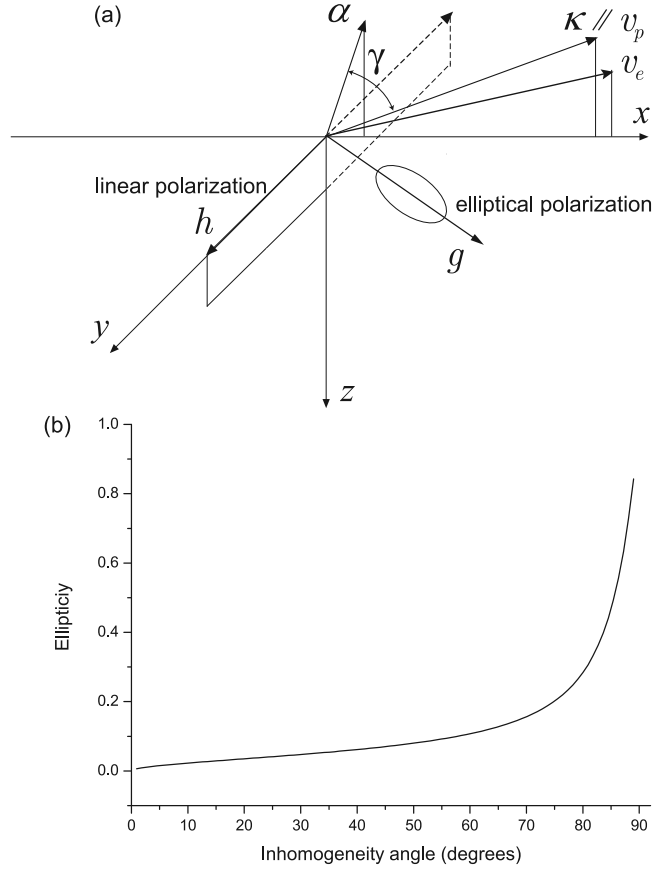 (a)
α
κ // v_p
γ
v_e
x
linear polarization
h
elliptical polarization
g
y
z
(b)
1.0
0.8
0.6
0.4
0.2
0.0
Ellipticiy
0 10 20 30 40 50 60 70 80 90
Inhomogeneity angle (degrees)